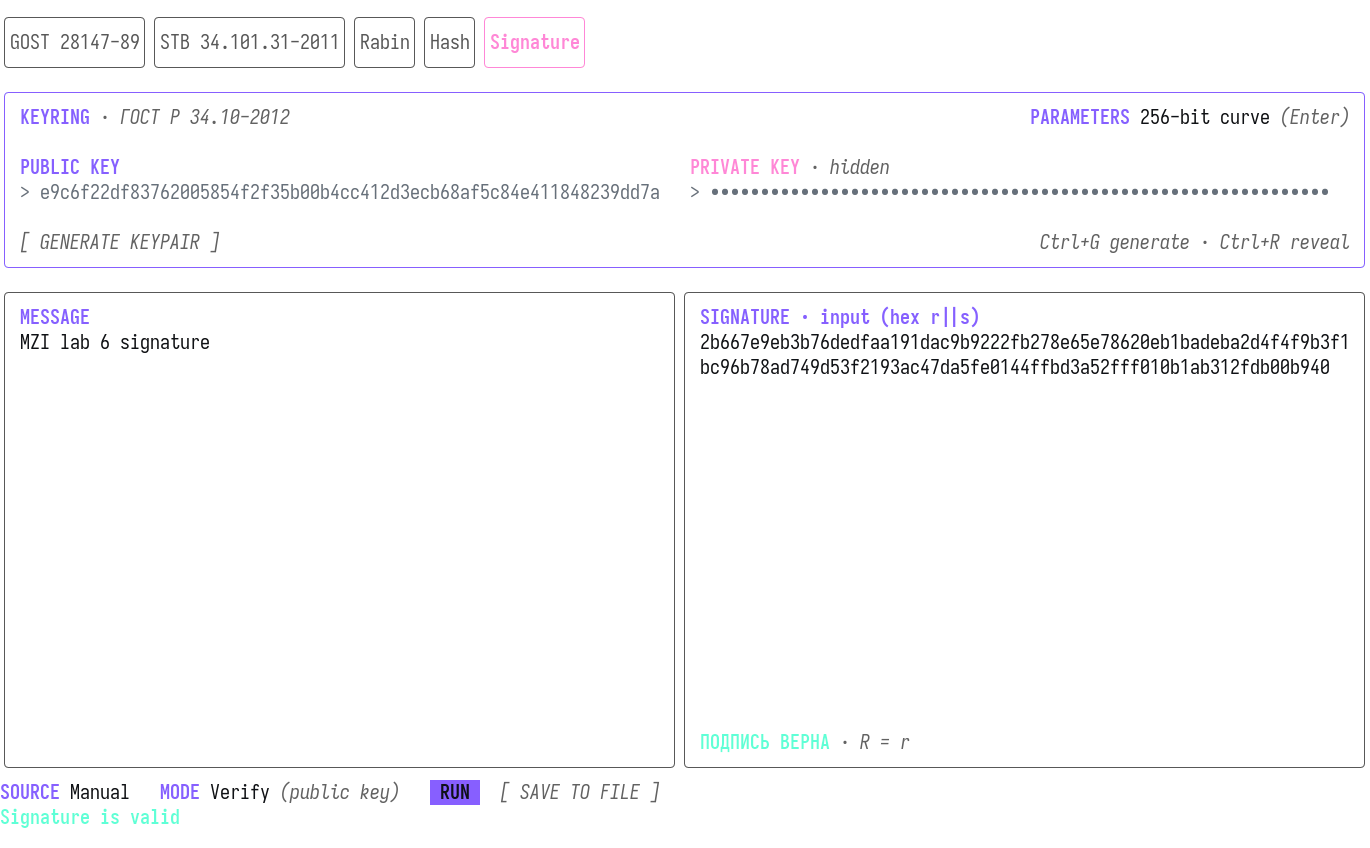 GOST 28147-89 STB 34.101.31-2011 Rabin Hash Signature
KEYRING · ГОСТ Р 34.10-2012 PARAMETERS 256-bit curve (Enter)
PUBLIC KEY PRIVATE KEY · hidden
> e9c6f22df83762005854f2f35b00b4cc412d3ecb68af5c84e411848239dd7a > ••••••••••••••••••••••••••••••••••••••••••••••••••••••••••••••
[ GENERATE KEYPAIR ] Ctrl+G generate · Ctrl+R reveal
MESSAGE
MZI lab 6 signature
SIGNATURE · input (hex r||s)
2b667e9eb3b76dedfaa191dac9b9222fb278e65e78620eb1badeba2d4f4f9b3f1
bc96b78ad749d53f2193ac47da5fe0144ffbd3a52fff010b1ab312fdb00b940
ПОДПИСЬ ВЕРНА · R = r
SOURCE Manual MODE Verify (public key) RUN [ SAVE TO FILE ]
Signature is valid